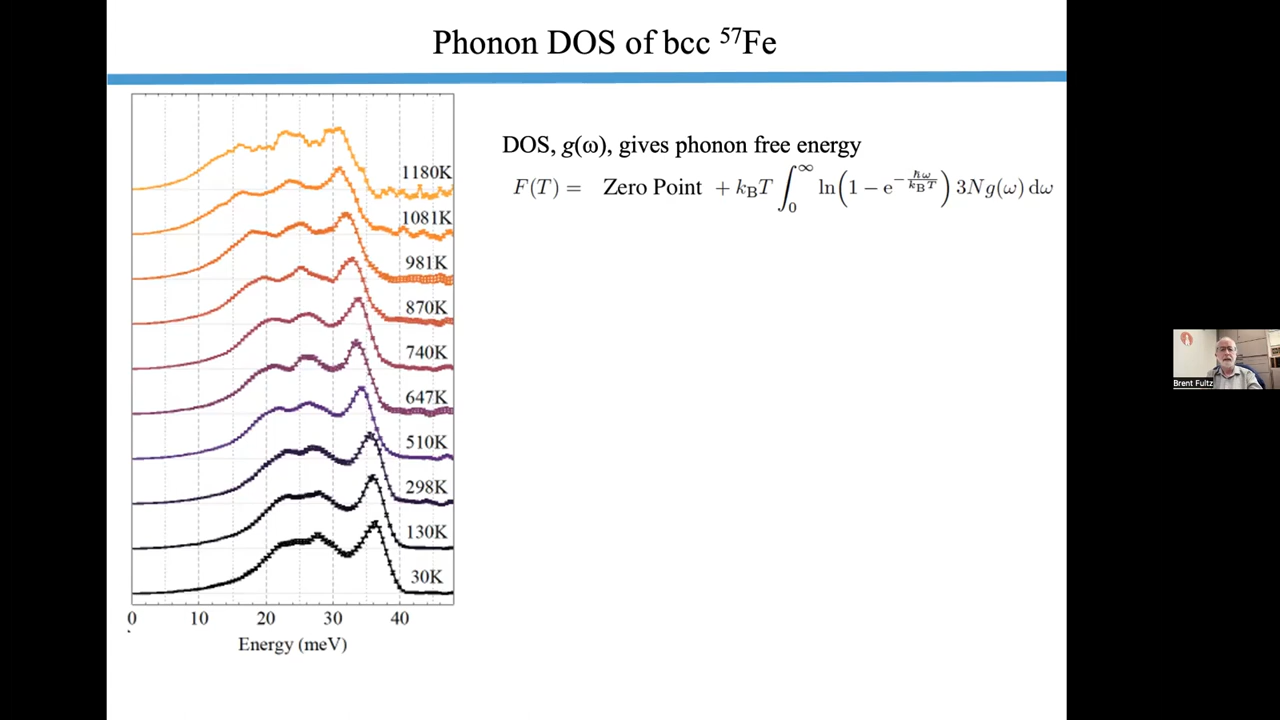 Phonon DOS of bcc ⁵⁷Fe
1180K
1081K
981K
870K
740K
647K
510K
298K
130K
30K
0 10 20 30 40
Energy (meV)
DOS, g(ω), gives phonon free energy
F(T) = Zero Point + k_BT ∫₀^∞ ln(1 − e^{−ħω/k_BT}) 3Ng(ω) dω
Brent Fultz